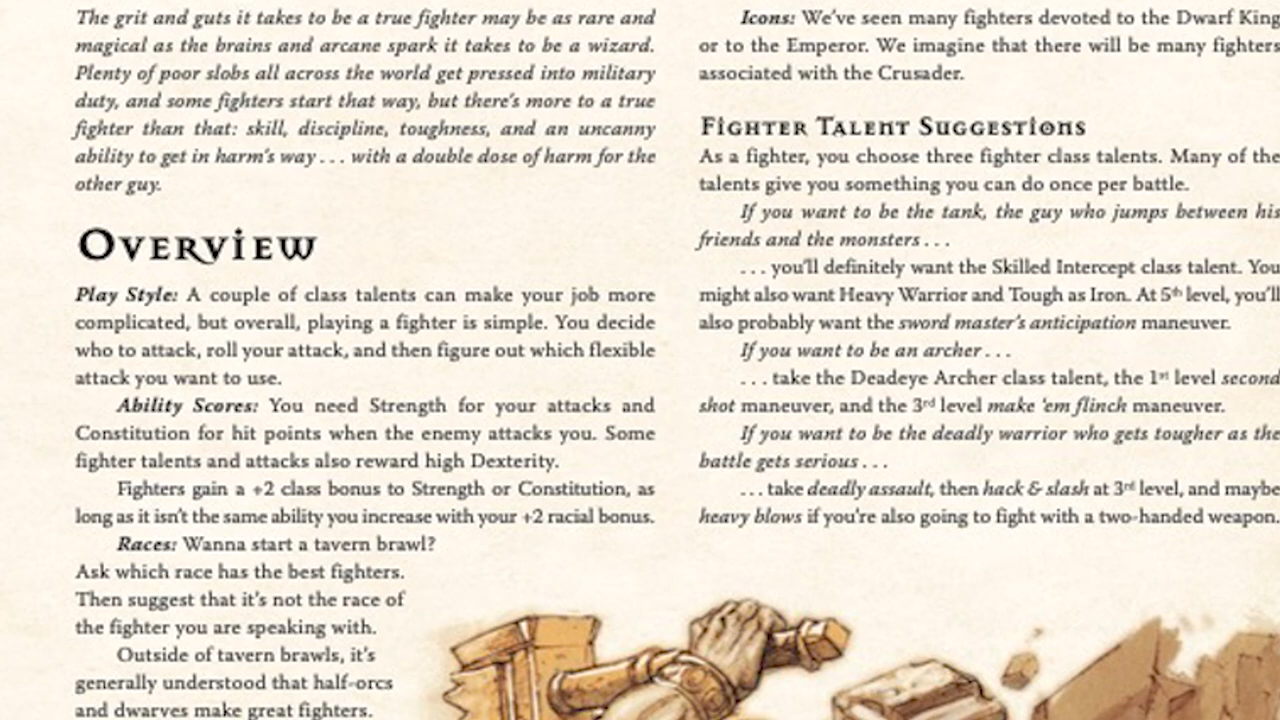 The grit and guts it takes to be a true fighter may be as rare and
magical as the brains and arcane spark it takes to be a wizard.
Plenty of poor slobs all across the world get pressed into military
duty, and some fighters start that way, but there's more to a true
fighter than that: skill, discipline, toughness, and an uncanny
ability to get in harm's way . . . with a double dose of harm for the
other guy.
Overview
Play Style: A couple of class talents can make your job more
complicated, but overall, playing a fighter is simple. You decide
who to attack, roll your attack, and then figure out which flexible
attack you want to use.
Ability Scores: You need Strength for your attacks and
Constitution for hit points when the enemy attacks you. Some
fighter talents and attacks also reward high Dexterity.
Fighters gain a +2 class bonus to Strength or Constitution, as
long as it isn't the same ability you increase with your +2 racial bonus.
Races: Wanna start a tavern brawl?
Ask which race has the best fighters.
Then suggest that it's not the race of
the fighter you are speaking with.
Outside of tavern brawls, it's
generally understood that half-orcs
and dwarves make great fighters.
Icons: We've seen many fighters devoted to the Dwarf King
or to the Emperor. We imagine that there will be many fighters
associated with the Crusader.
Fighter Talent Suggestions
As a fighter, you choose three fighter class talents. Many of the
talents give you something you can do once per battle.
If you want to be the tank, the guy who jumps between his
friends and the monsters . . .
. . . you'll definitely want the Skilled Intercept class talent. You
might also want Heavy Warrior and Tough as Iron. At 5th level, you'll
also probably want the sword master's anticipation maneuver.
If you want to be an archer . . .
. . . take the Deadeye Archer class talent, the 1st level second
shot maneuver, and the 3rd level make 'em flinch maneuver.
If you want to be the deadly warrior who gets tougher as the
battle gets serious . . .
. . . take deadly assault, then hack & slash at 3rd level, and maybe
heavy blows if you're also going to fight with a two-handed weapon.